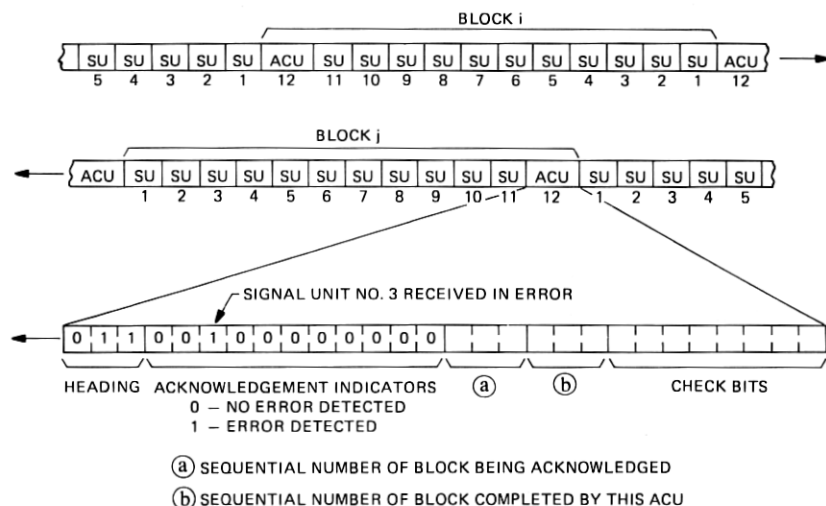 BLOCK i
SU SU SU SU SU ACU SU SU SU SU SU SU SU SU SU SU SU ACU
5 4 3 2 1 12 11 10 9 8 7 6 5 4 3 2 1 12
BLOCK j
ACU SU SU SU SU SU SU SU SU SU SU SU ACU SU SU SU SU SU
1 2 3 4 5 6 7 8 9 10 11 12 1 2 3 4 5
SIGNAL UNIT NO. 3 RECEIVED IN ERROR
0 1 1 0 0 1 0 0 0 0 0 0 0 0
HEADING ACKNOWLEDGEMENT INDICATORS ⓐ ⓑ CHECK BITS
0 – NO ERROR DETECTED
1 – ERROR DETECTED
ⓐ SEQUENTIAL NUMBER OF BLOCK BEING ACKNOWLEDGED
ⓑ SEQUENTIAL NUMBER OF BLOCK COMPLETED BY THIS ACU